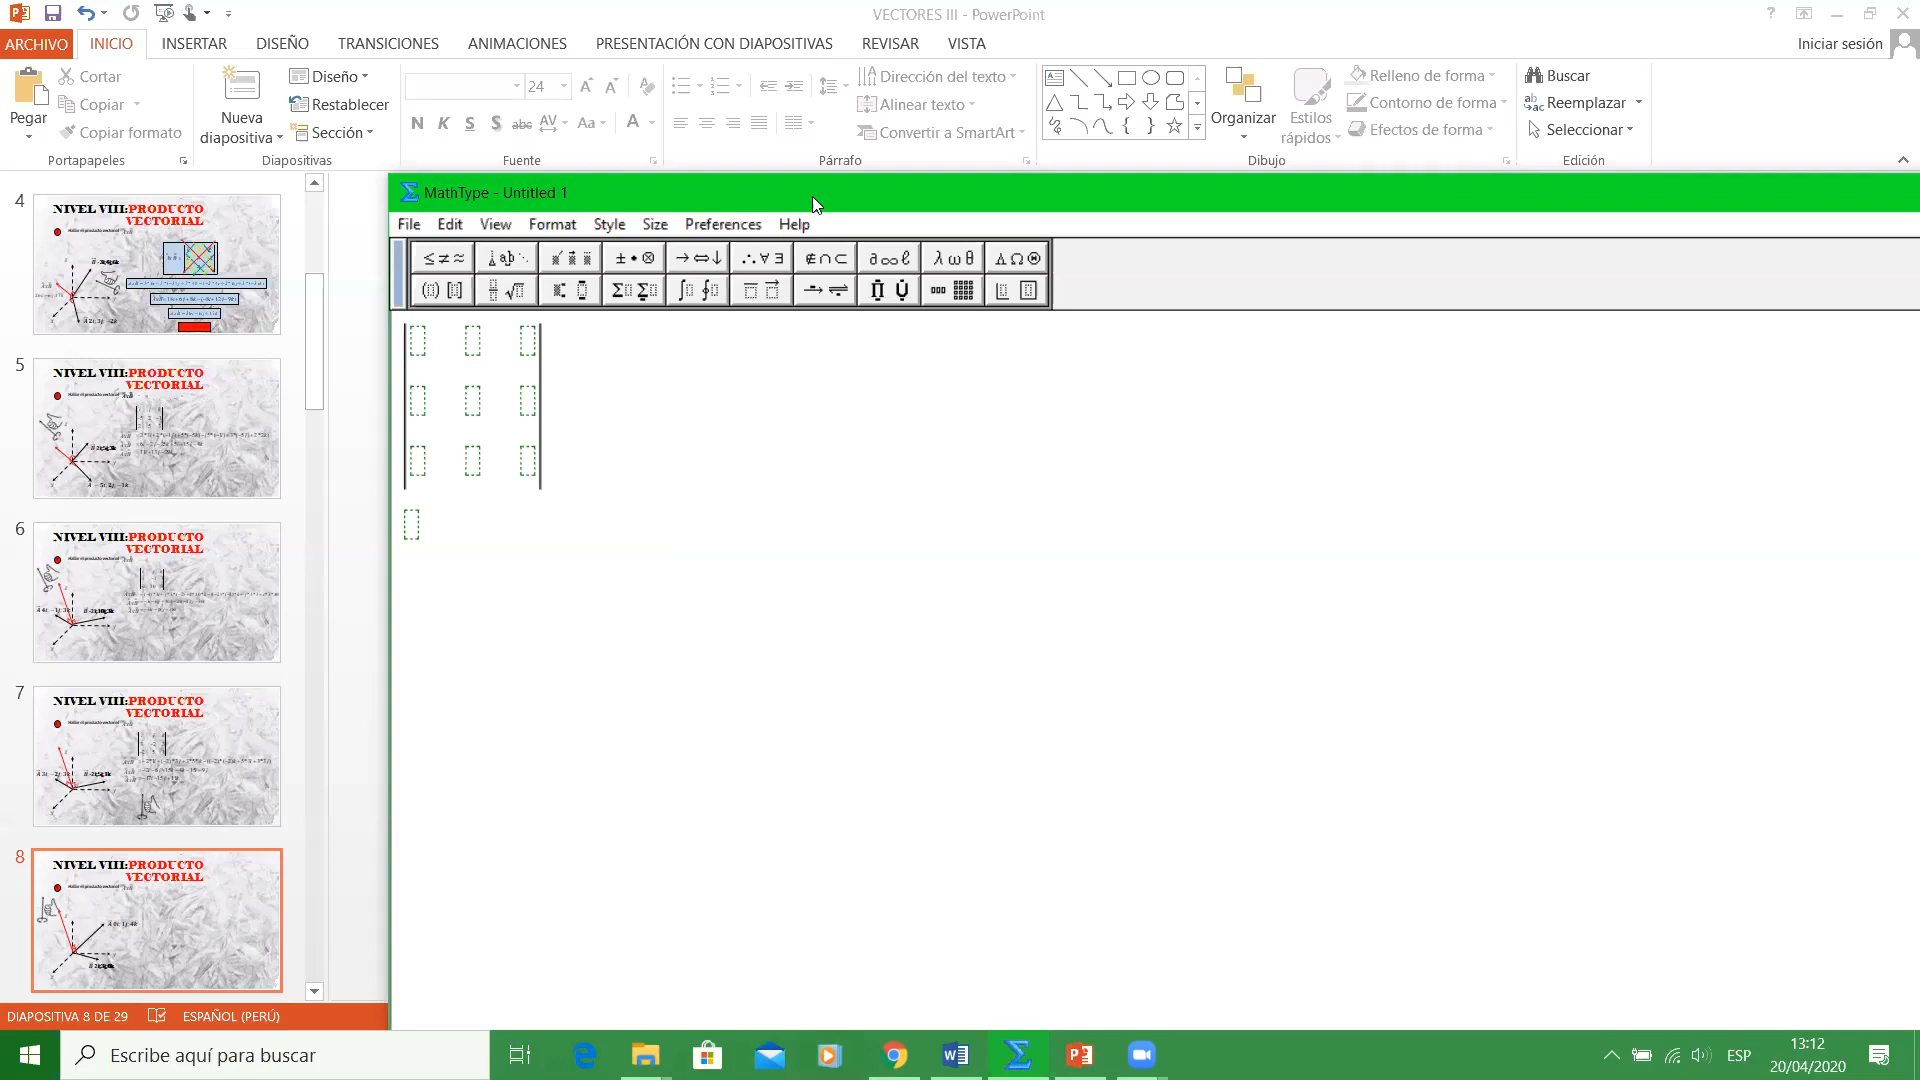 VECTORES III - PowerPoint
ARCHIVO INICIO INSERTAR DISEÑO TRANSICIONES ANIMACIONES PRESENTACIÓN CON DIAPOSITIVAS REVISAR VISTA Iniciar sesión
Pegar
Cortar
Copiar
Copiar formato
Portapapeles
Nueva
diapositiva
Diseño
Restablecer
Sección
Diapositivas
24
N K S S abc AV Aa A
Fuente
Dirección del texto
Alinear texto
Convertir a SmartArt
Párrafo
Organizar
Estilos
rápidos
Relleno de forma
Contorno de forma
Efectos de forma
Dibujo
Buscar
Reemplazar
Seleccionar
Edición
4
NIVEL VIII:PRODUCTO
VECTORIAL
5
NIVEL VIII:PRODUCTO
VECTORIAL
6
NIVEL VIII:PRODUCTO
VECTORIAL
7
NIVEL VIII:PRODUCTO
VECTORIAL
8
NIVEL VIII:PRODUCTO
VECTORIAL
MathType - Untitled 1
File Edit View Format Style Size Preferences Help
DIAPOSITIVA 8 DE 29 ESPAÑOL (PERÚ)
Escribe aquí para buscar
ESP
13:12
20/04/2020